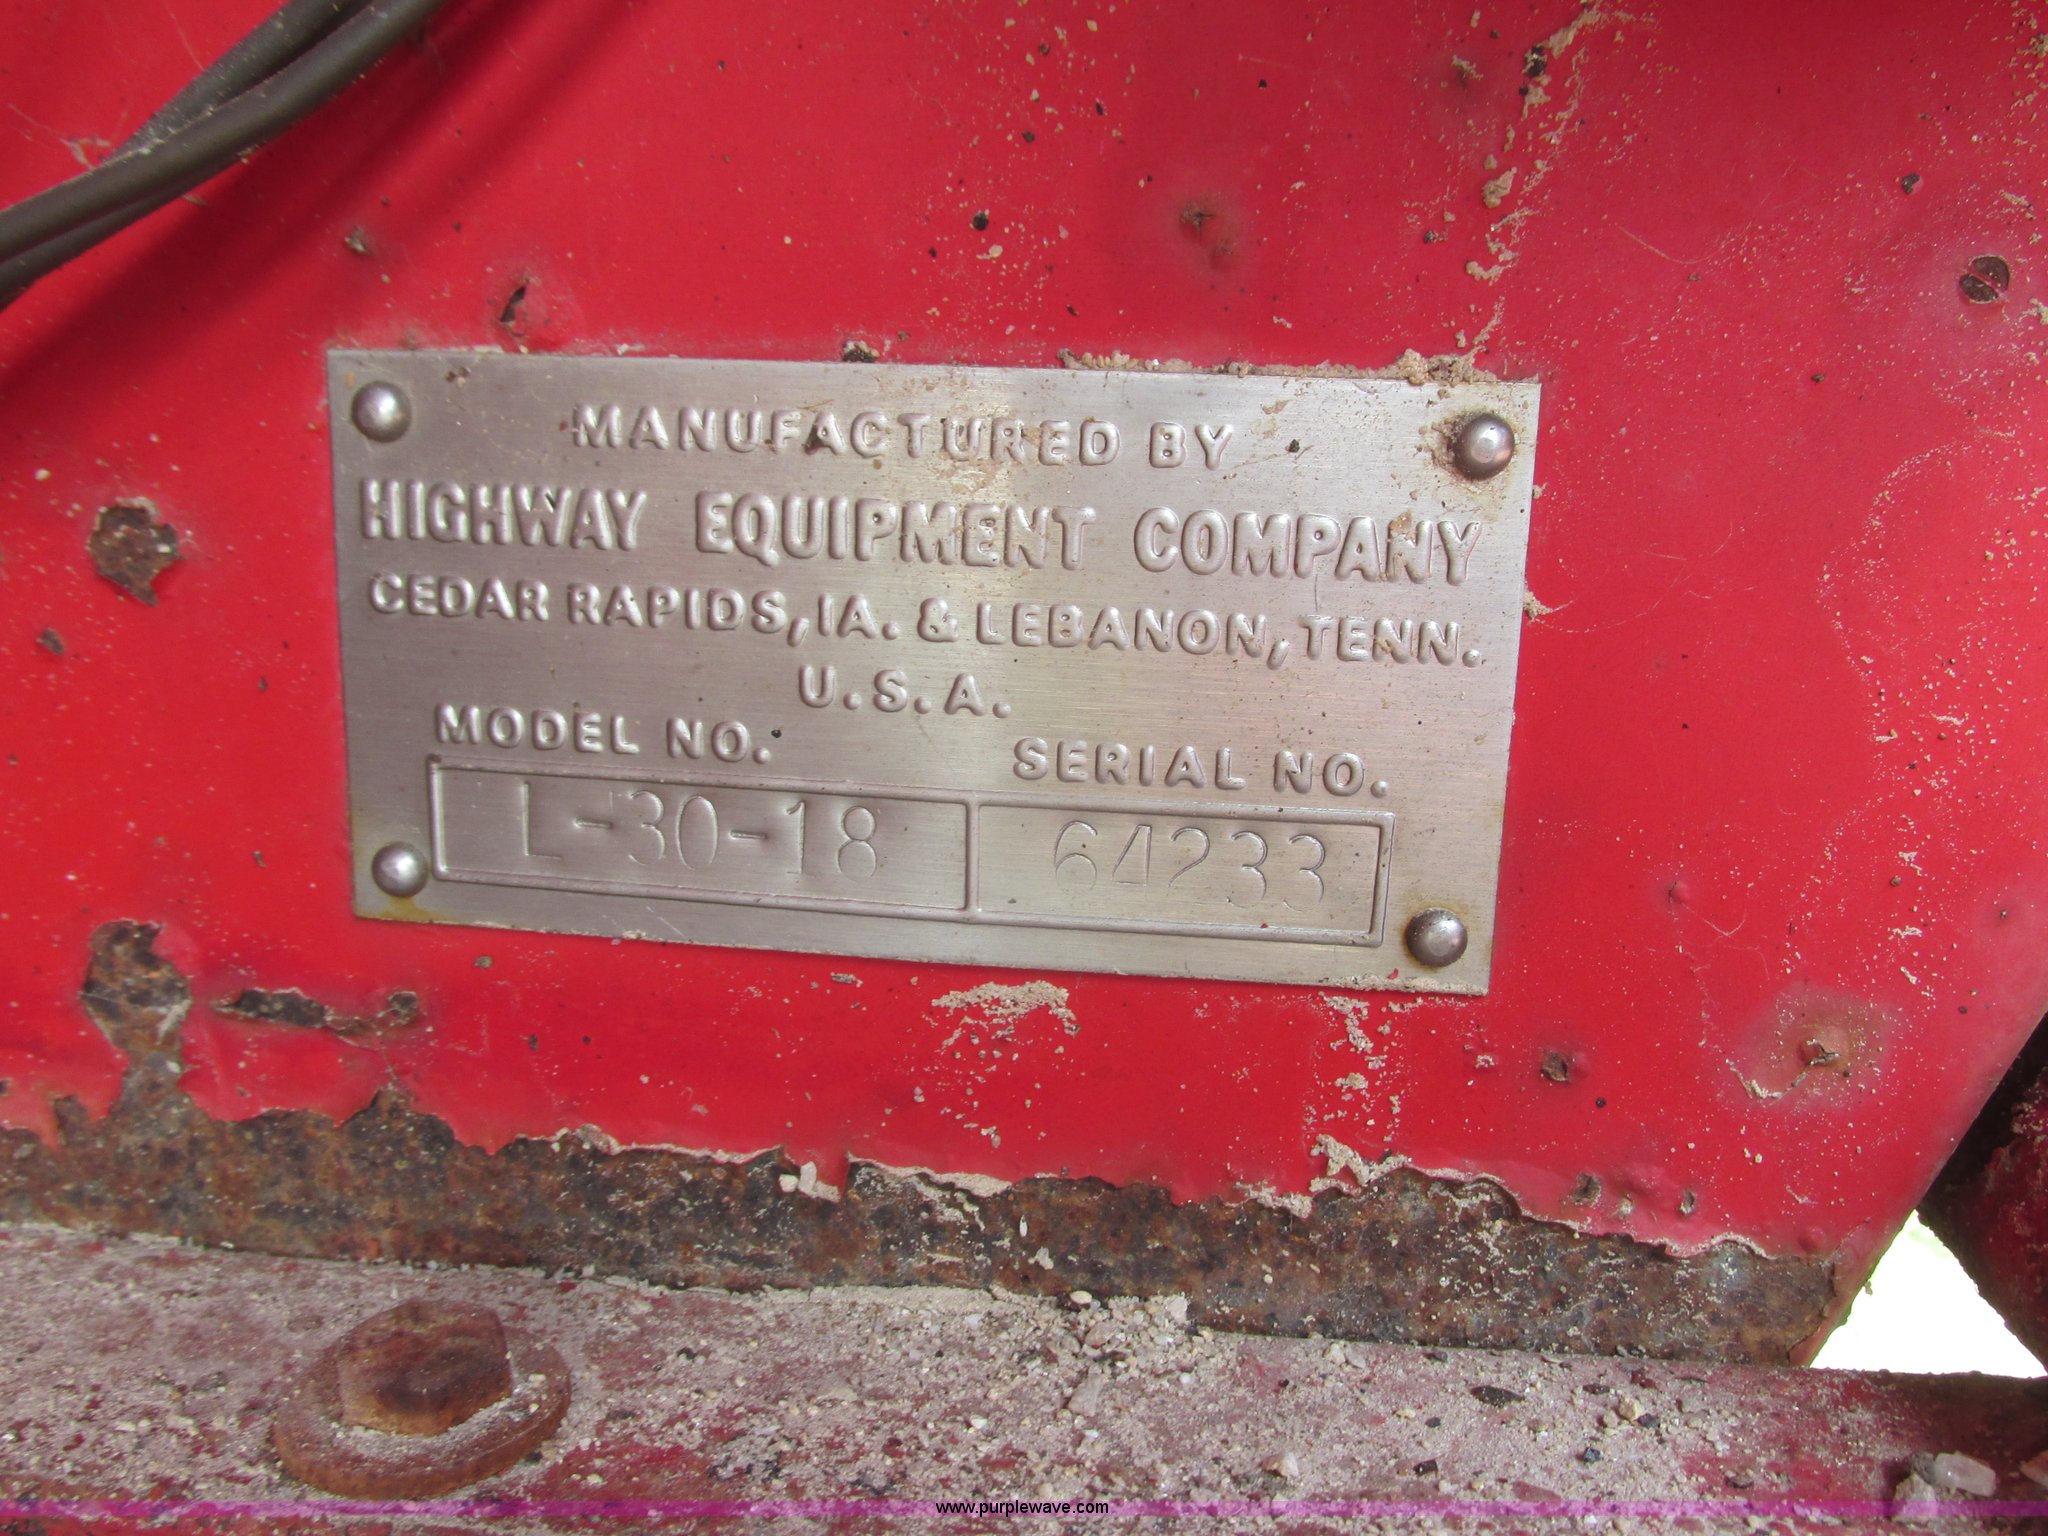 MANUFACTURED BY
HIGHWAY EQUIPMENT COMPANY
CEDAR RAPIDS, IA. & LEBANON, TENN.
U.S.A.
MODEL NO. SERIAL NO.
L-30-18 64233
www.purplewave.com